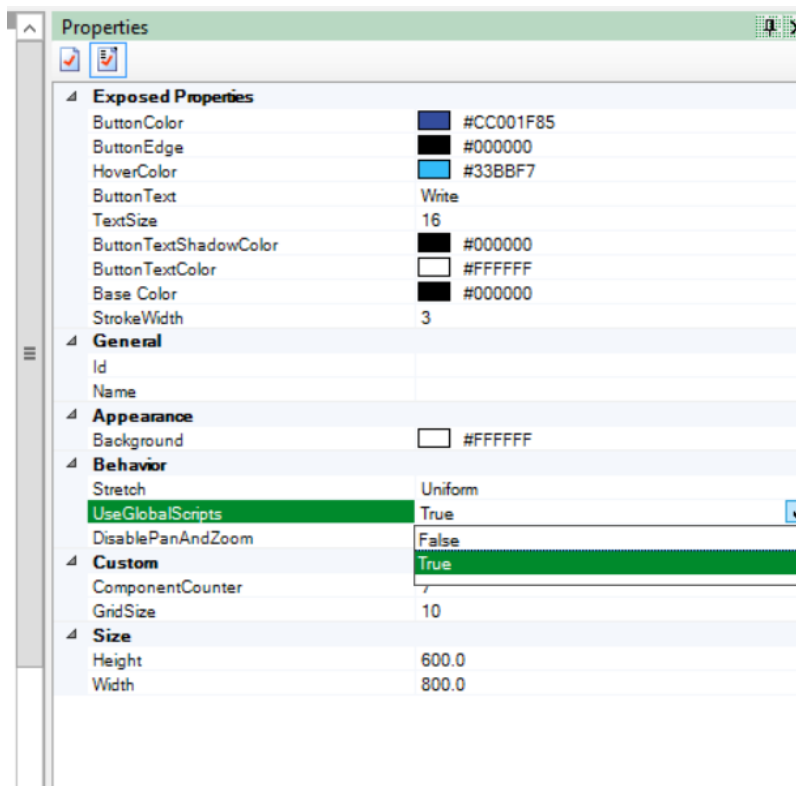 Properties
Exposed Properties
ButtonColor #CC001F85
ButtonEdge #000000
HoverColor #33BBF7
ButtonText Write
TextSize 16
ButtonTextShadowColor #000000
ButtonTextColor #FFFFFF
Base Color #000000
StrokeWidth 3
General
Id
Name
Appearance
Background #FFFFFF
Behavior
Stretch Uniform
UseGlobalScripts True
DisablePanAndZoom False
Custom True
ComponentCounter
GridSize 10
Size
Height 600.0
Width 800.0